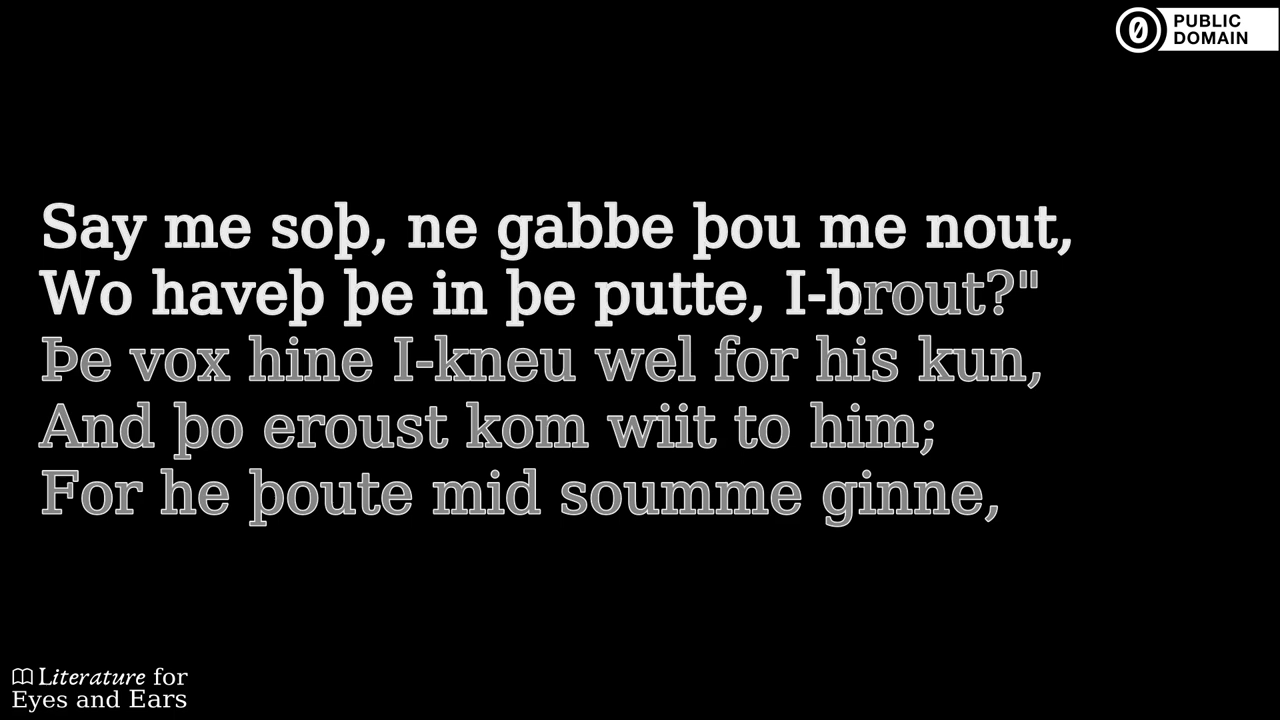 PUBLIC
DOMAIN
Say me soþ, ne gabbe þou me nout,
Wo haveþ þe in þe putte, I-brout?"
Þe vox hine I-kneu wel for his kun,
And þo eroust kom wiit to him;
For he þoute mid soumme ginne,
Literature for
Eyes and Ears